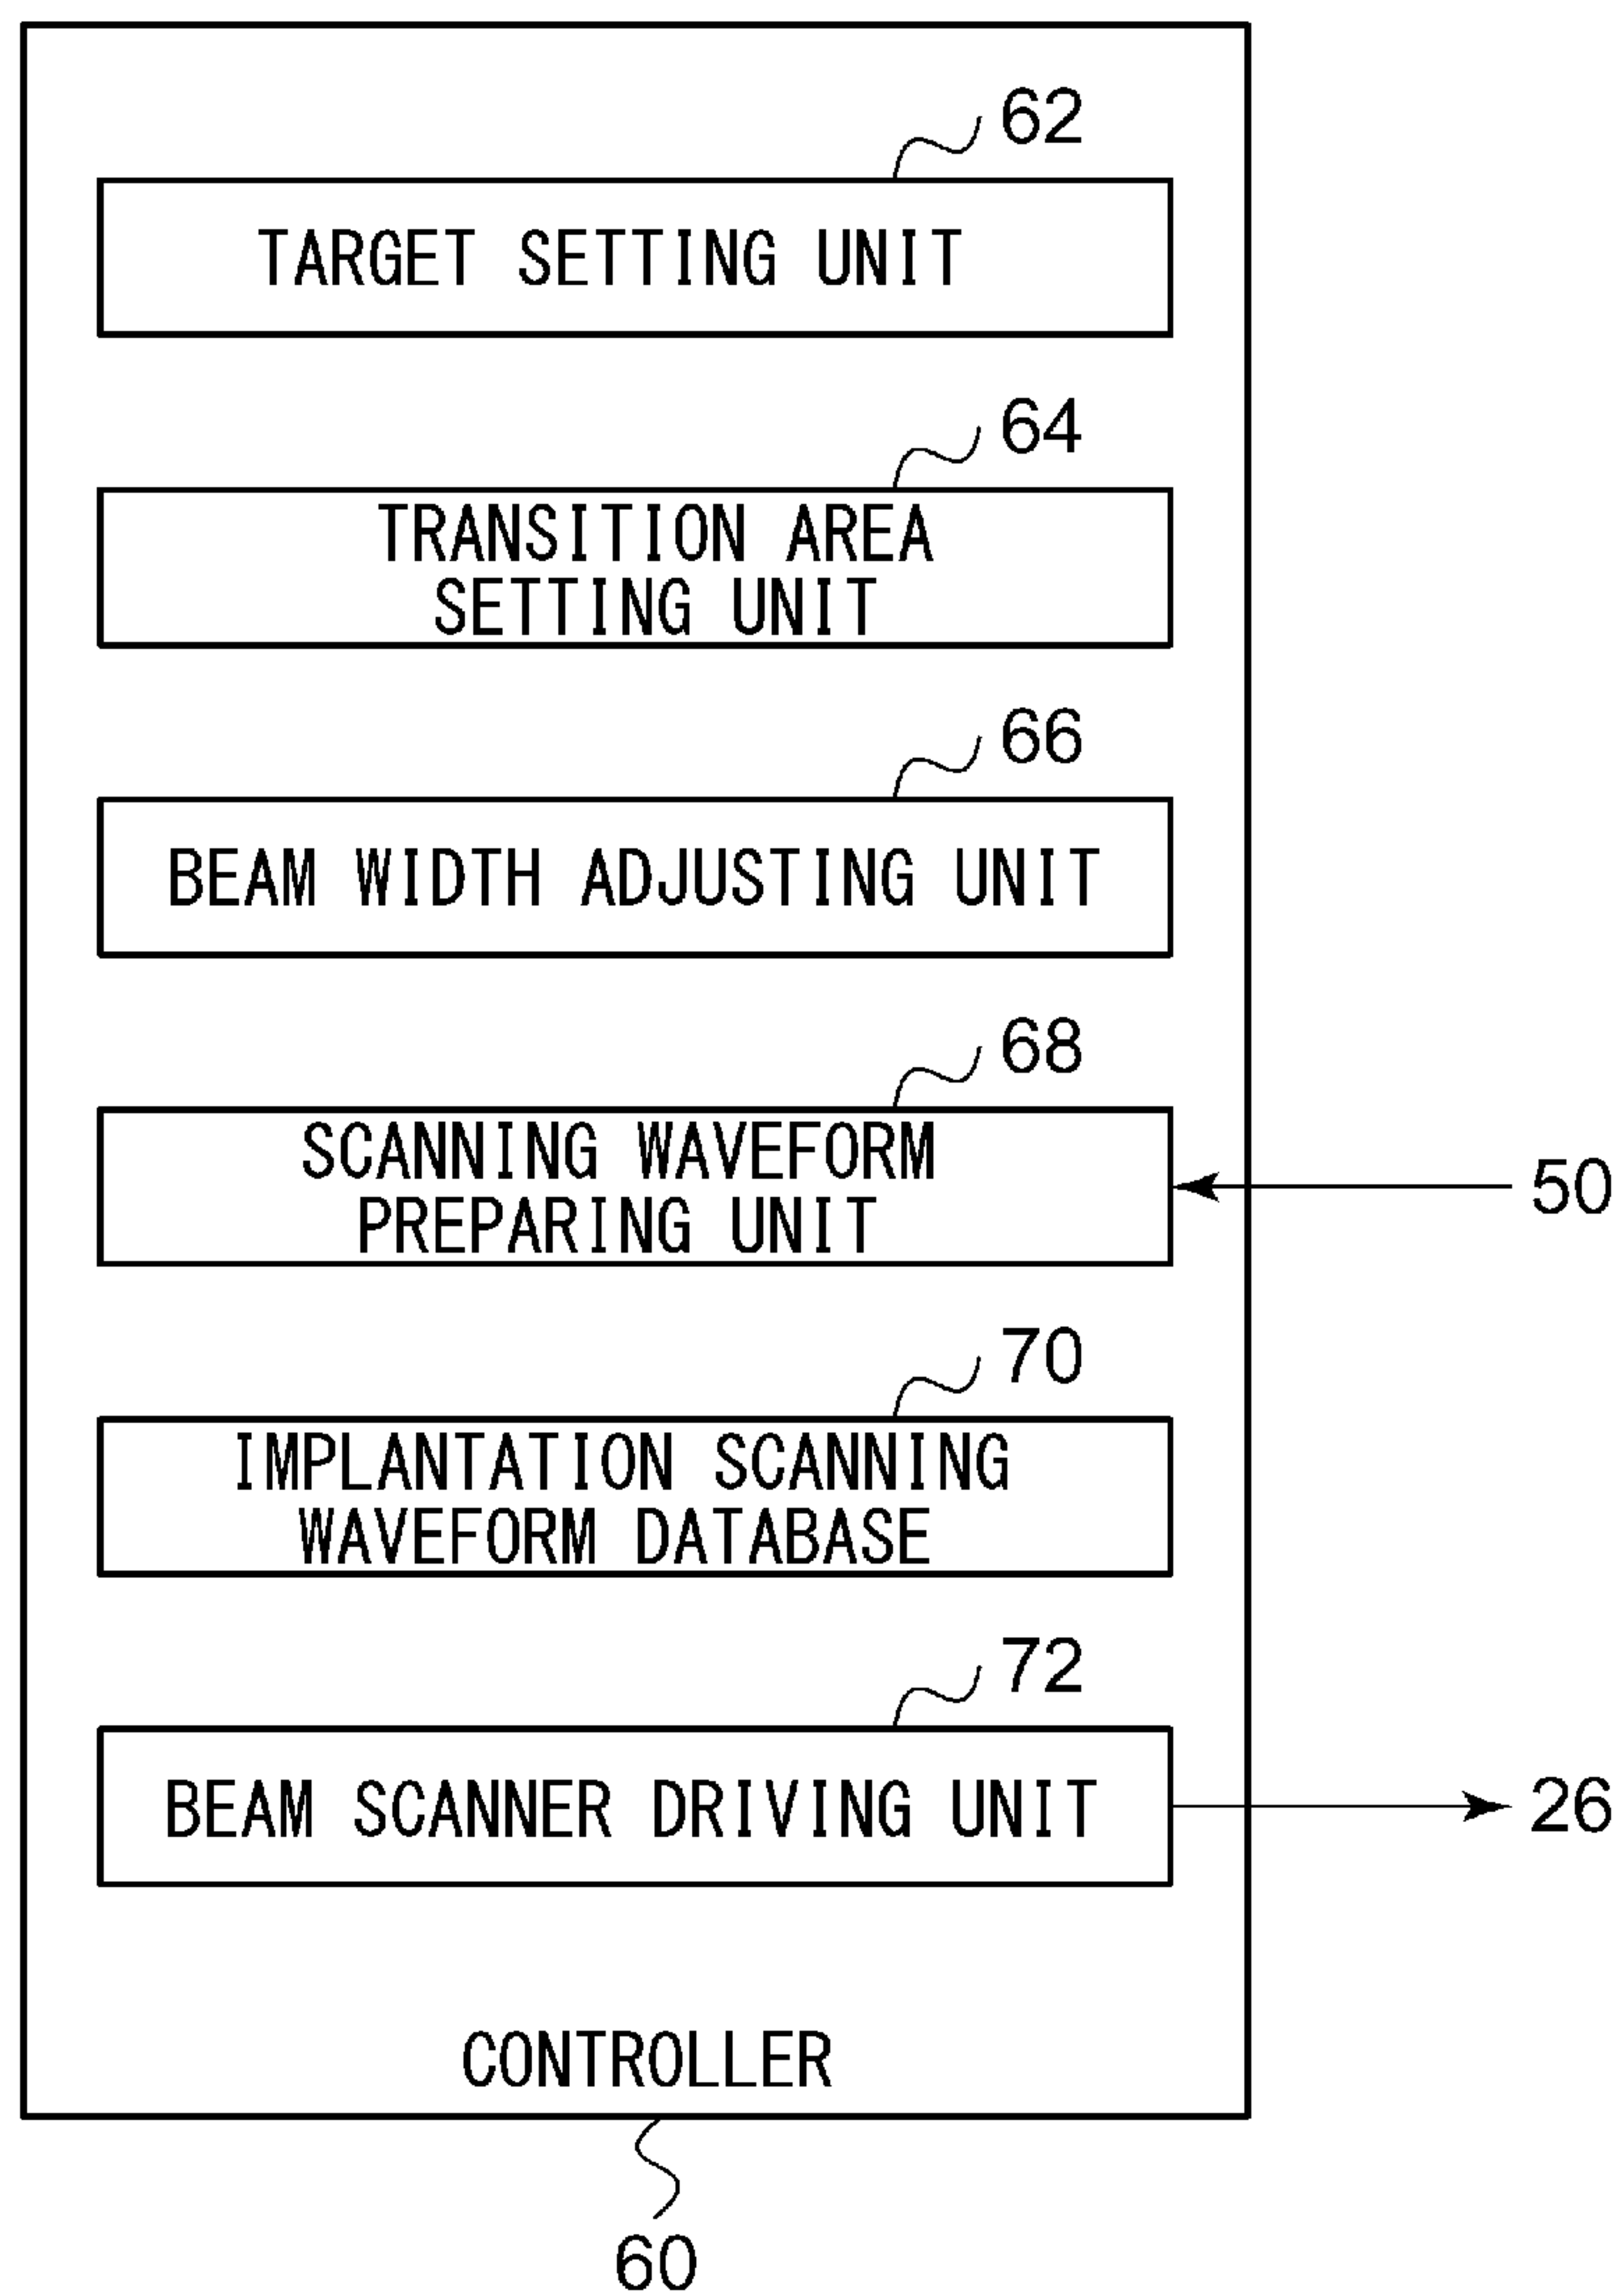 62
TARGET SETTING UNIT
64
TRANSITION AREA
SETTING UNIT
66
BEAM WIDTH ADJUSTING UNIT
68
SCANNING WAVEFORM
PREPARING UNIT
50
70
IMPLANTATION SCANNING
WAVEFORM DATABASE
72
BEAM SCANNER DRIVING UNIT
26
CONTROLLER
60